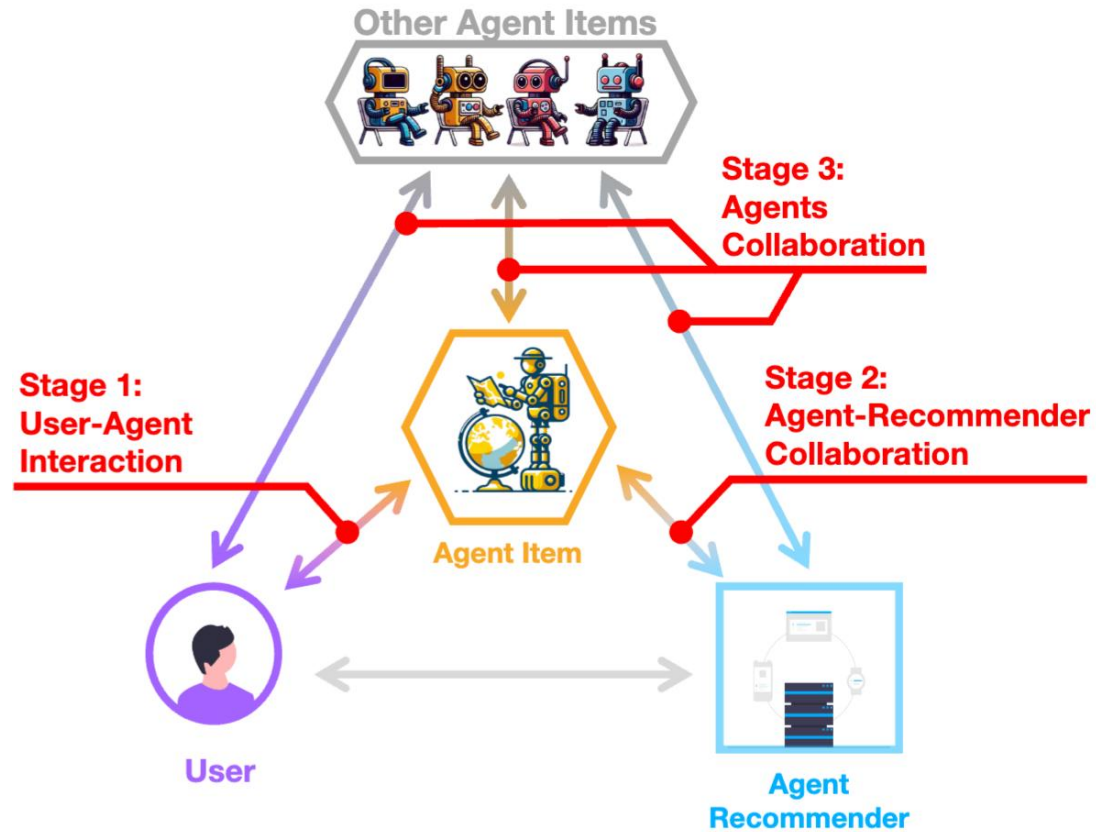 Other Agent Items
Stage 3:
Agents
Collaboration
Stage 1:
User-Agent
Interaction
Stage 2:
Agent-Recommender
Collaboration
Agent Item
User
Agent
Recommender